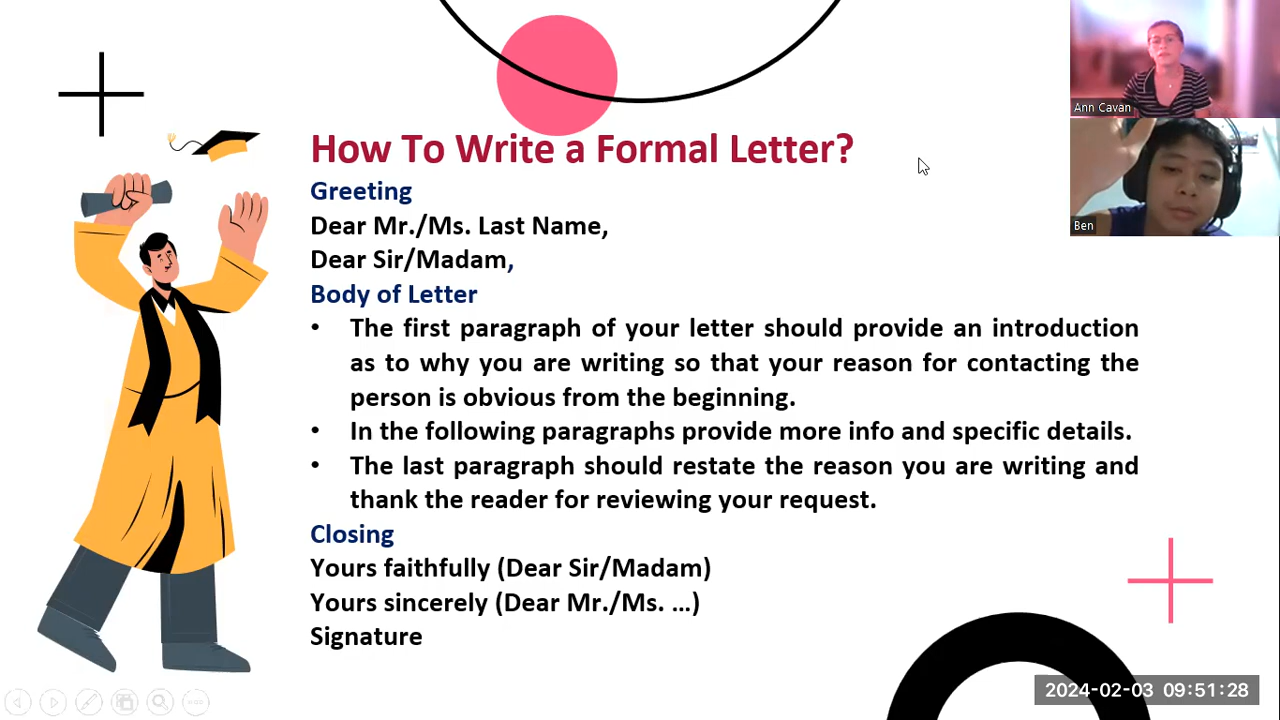 How To Write a Formal Letter?
Greeting
Dear Mr./Ms. Last Name,
Dear Sir/Madam,
Body of Letter
• The first paragraph of your letter should provide an introduction
as to why you are writing so that your reason for contacting the
person is obvious from the beginning.
• In the following paragraphs provide more info and specific details.
• The last paragraph should restate the reason you are writing and
thank the reader for reviewing your request.
Closing
Yours faithfully (Dear Sir/Madam)
Yours sincerely (Dear Mr./Ms. …)
Signature
Ann Cavan
Ben
2024-02-03 09:51:28